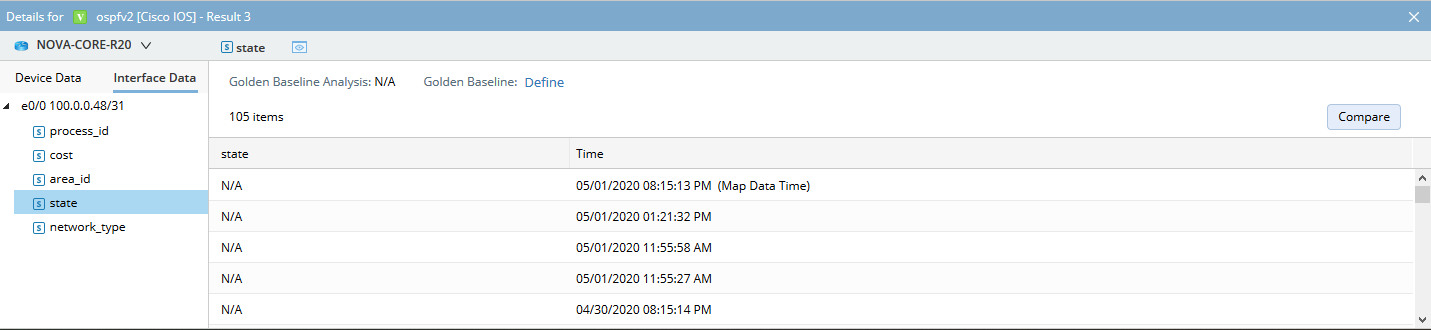 Details for V ospfv2 [Cisco IOS] - Result 3
NOVA-CORE-R20
$ state
Device Data Interface Data
e0/0 100.0.0.48/31
$ process_id
$ cost
$ area_id
$ state
$ network_type
Golden Baseline Analysis: N/A Golden Baseline: Define
105 items
Compare
state Time
N/A 05/01/2020 08:15:13 PM (Map Data Time)
N/A 05/01/2020 01:21:32 PM
N/A 05/01/2020 11:55:58 AM
N/A 05/01/2020 11:55:27 AM
N/A 04/30/2020 08:15:14 PM